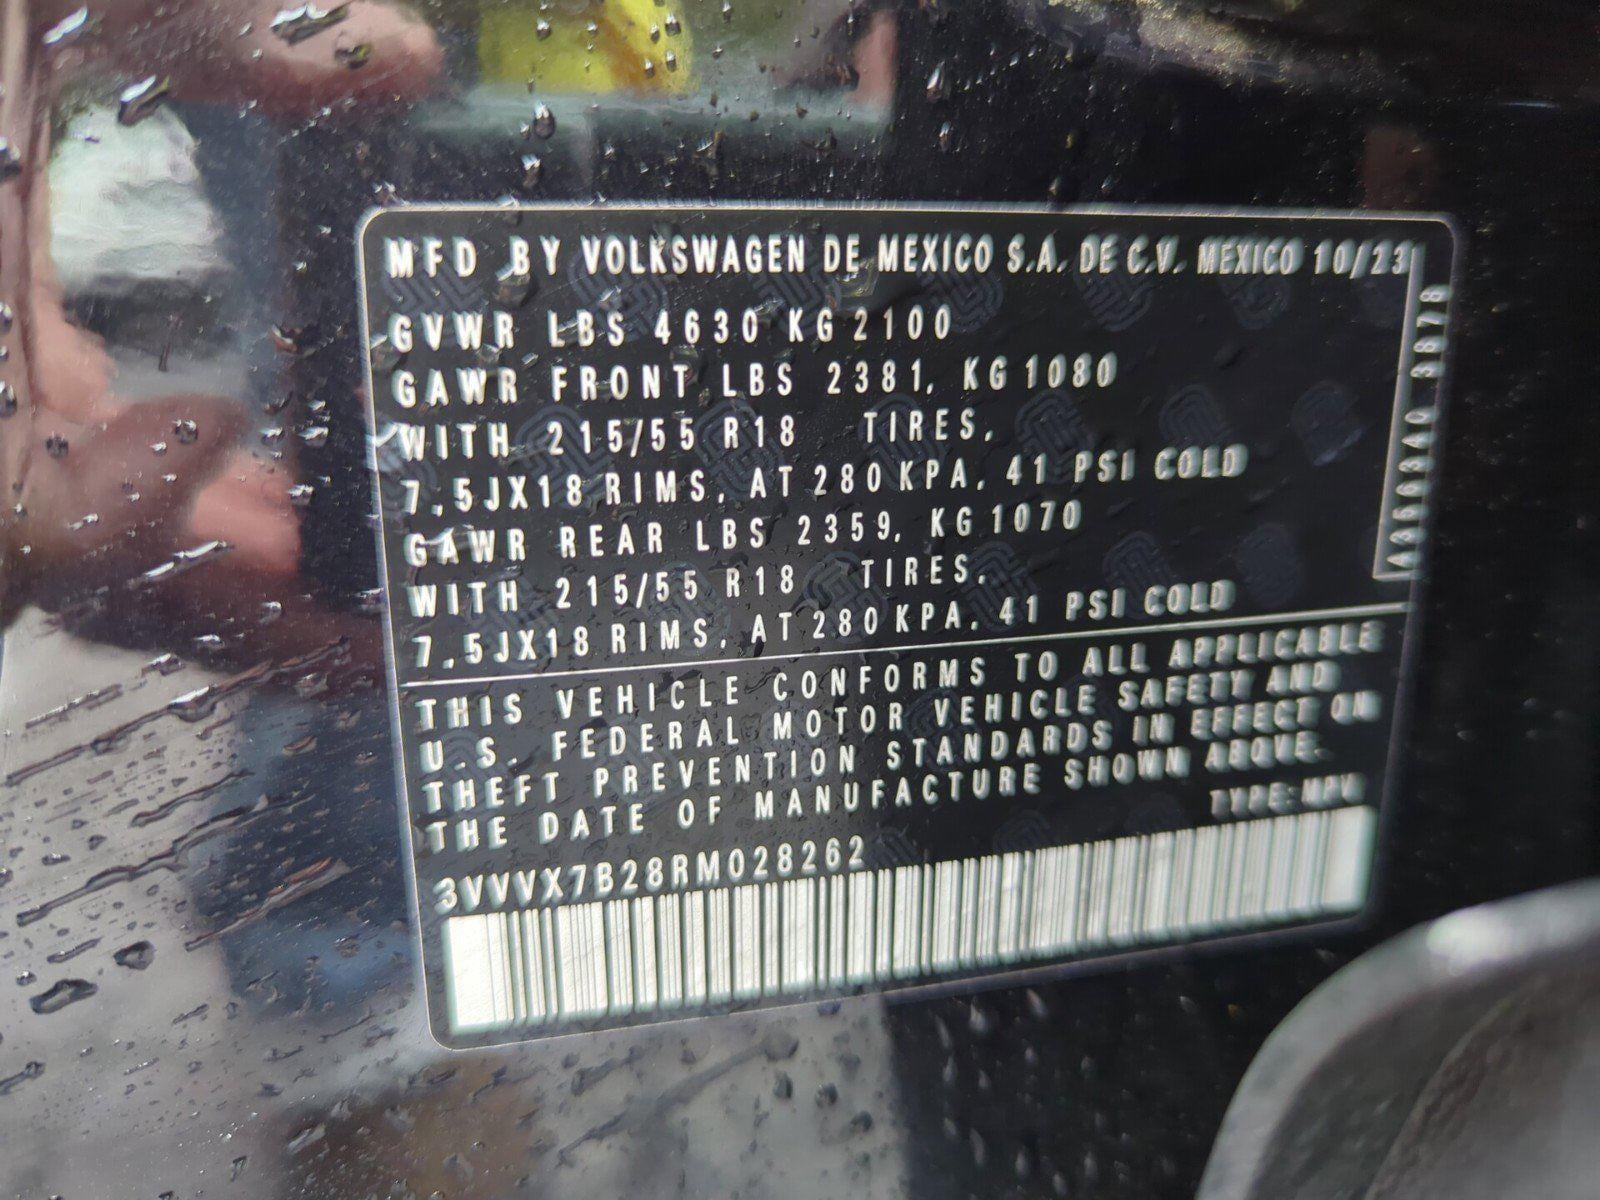 MFD BY VOLKSWAGEN DE MEXICO S.A. DE C.V. MEXICO 10/23
GVWR LBS 4630 KG 2100
GAWR FRONT LBS 2381, KG 1080
WITH 215/55 R18 TIRES,
7.5JX18 RIMS, AT 280 KPA, 41 PSI COLD
GAWR REAR LBS 2359, KG 1070
WITH 215/55 R18 TIRES,
7.5JX18 RIMS, AT 280 KPA, 41 PSI COLD
THIS VEHICLE CONFORMS TO ALL APPLICABLE
U.S. FEDERAL MOTOR VEHICLE SAFETY AND
THEFT PREVENTION STANDARDS IN EFFECT ON
THE DATE OF MANUFACTURE SHOWN ABOVE.
TYPE: MPV
3VVVX7B28RM028262